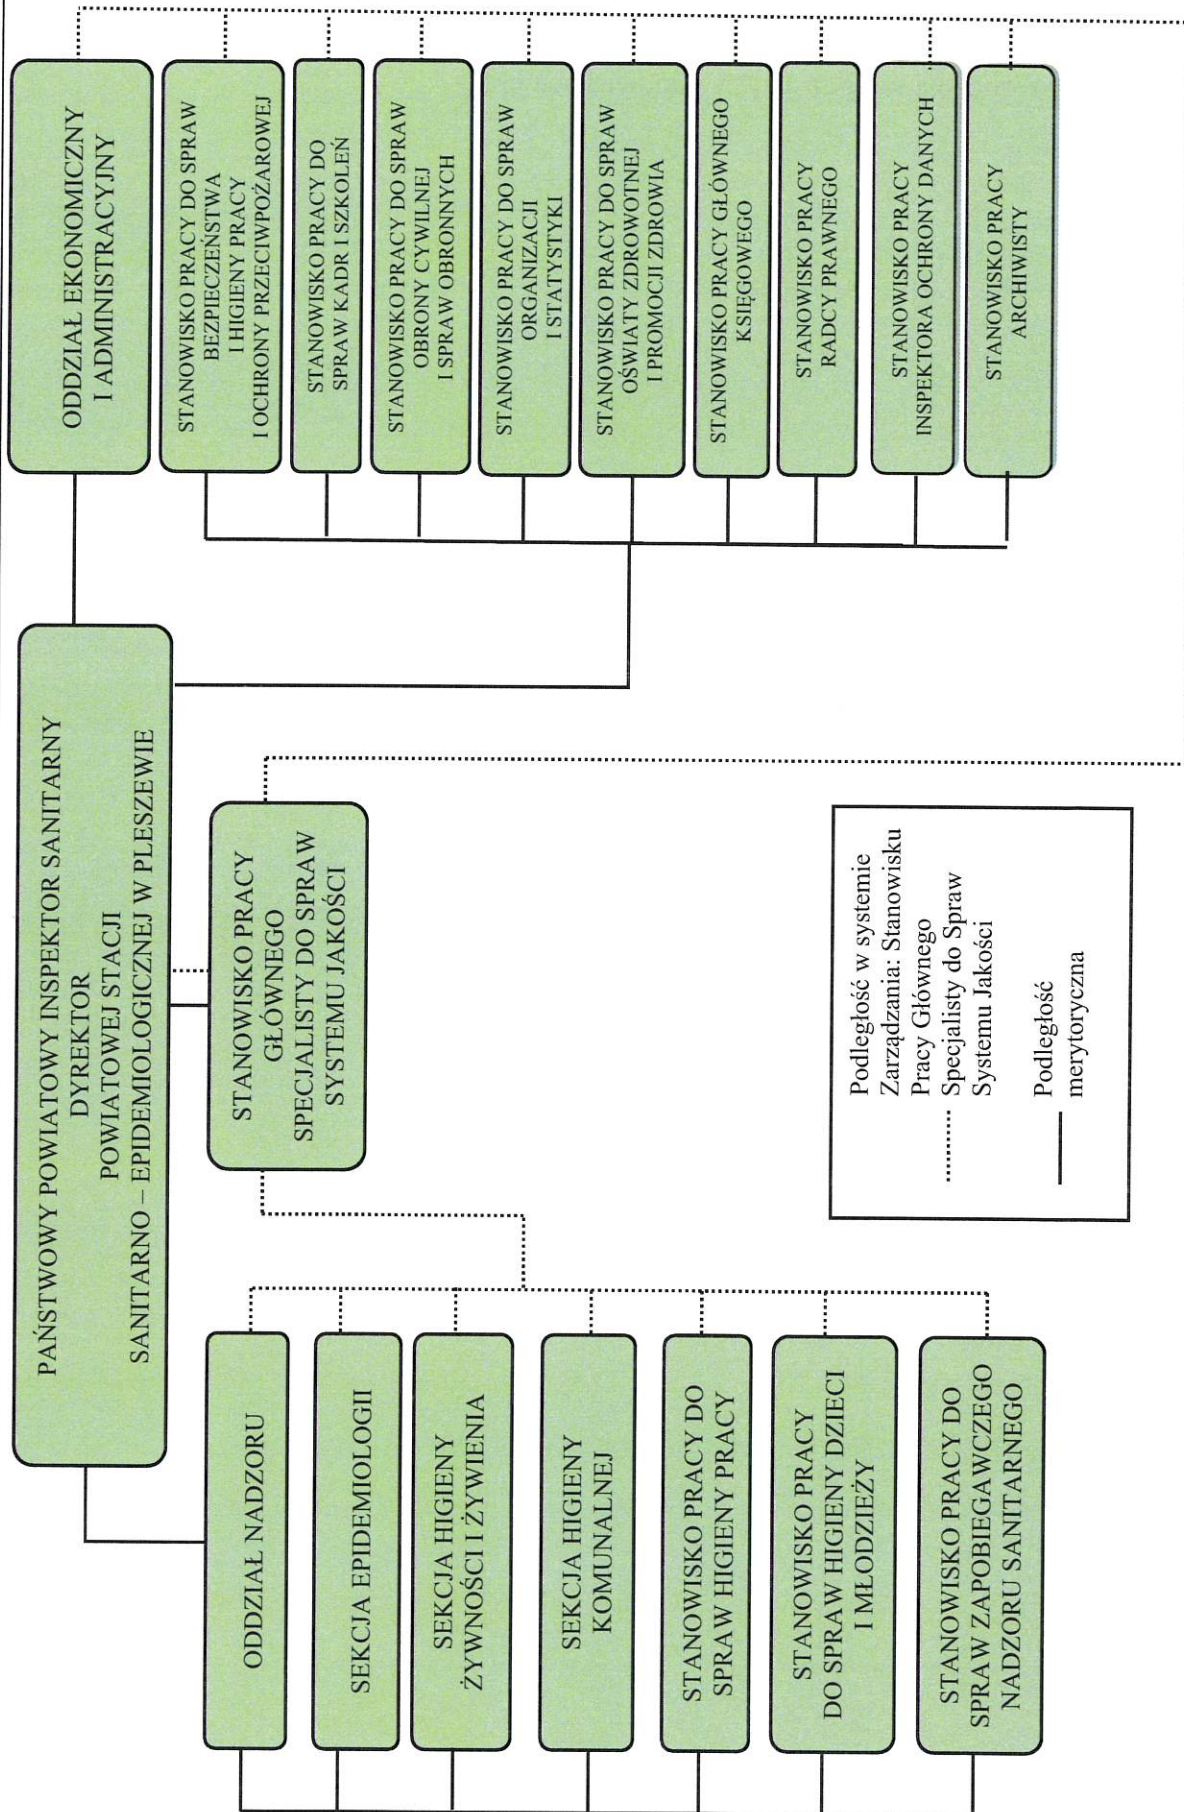 PAŃSTWOWY POWIATOWY INSPEKTOR SANITARNY
DYREKTOR
POWIATOWEJ STACJI
SANITARNO – EPIDEMIOLOGICZNEJ W PLESZEWIE
ODDZIAŁ NADZORU
SEKCJA EPIDEMIOLOGII
SEKCJA HIGIENY
ŻYWNOŚCI I ŻYWIENIA
SEKCJA HIGIENY
KOMUNALNEJ
STANOWISKO PRACY DO
SPRAW HIGIENY PRACY
STANOWISKO PRACY
DO SPRAW HIGIENY DZIECI
I MŁODZIEŻY
STANOWISKO PRACY DO
SPRAW ZAPOBIEGAWCZEGO
NADZORU SANITARNEGO
STANOWISKO PRACY
GŁÓWNEGO
SPECJALISTY DO SPRAW
SYSTEMU JAKOŚCI
Podległość w systemie
Zarządzania: Stanowisku
Pracy Głównego
Specjalisty do Spraw
Systemu Jakości
Podległość
merytoryczna
ODDZIAŁ EKONOMICZNY
I ADMINISTRACYJNY
STANOWISKO PRACY DO SPRAW
BEZPIECZEŃSTWA
I HIGIENY PRACY
I OCHRONY PRZECIWPOŻAROWEJ
STANOWISKO PRACY DO
SPRAW KADR I SZKOLEŃ
STANOWISKO PRACY DO SPRAW
OBRONY CYWILNEJ
I SPRAW OBRONNYCH
STANOWISKO PRACY DO SPRAW
ORGANIZACJI
I STATYSTYKI
STANOWISKO PRACY DO SPRAW
OŚWIATY ZDROWOTNEJ
I PROMOCJI ZDROWIA
STANOWISKO PRACY GŁÓWNEGO
KSIĘGOWEGO
STANOWISKO PRACY
RADCY PRAWNEGO
STANOWISKO PRACY
INSPEKTORA OCHRONY DANYCH
STANOWISKO PRACY
ARCHIWISTY